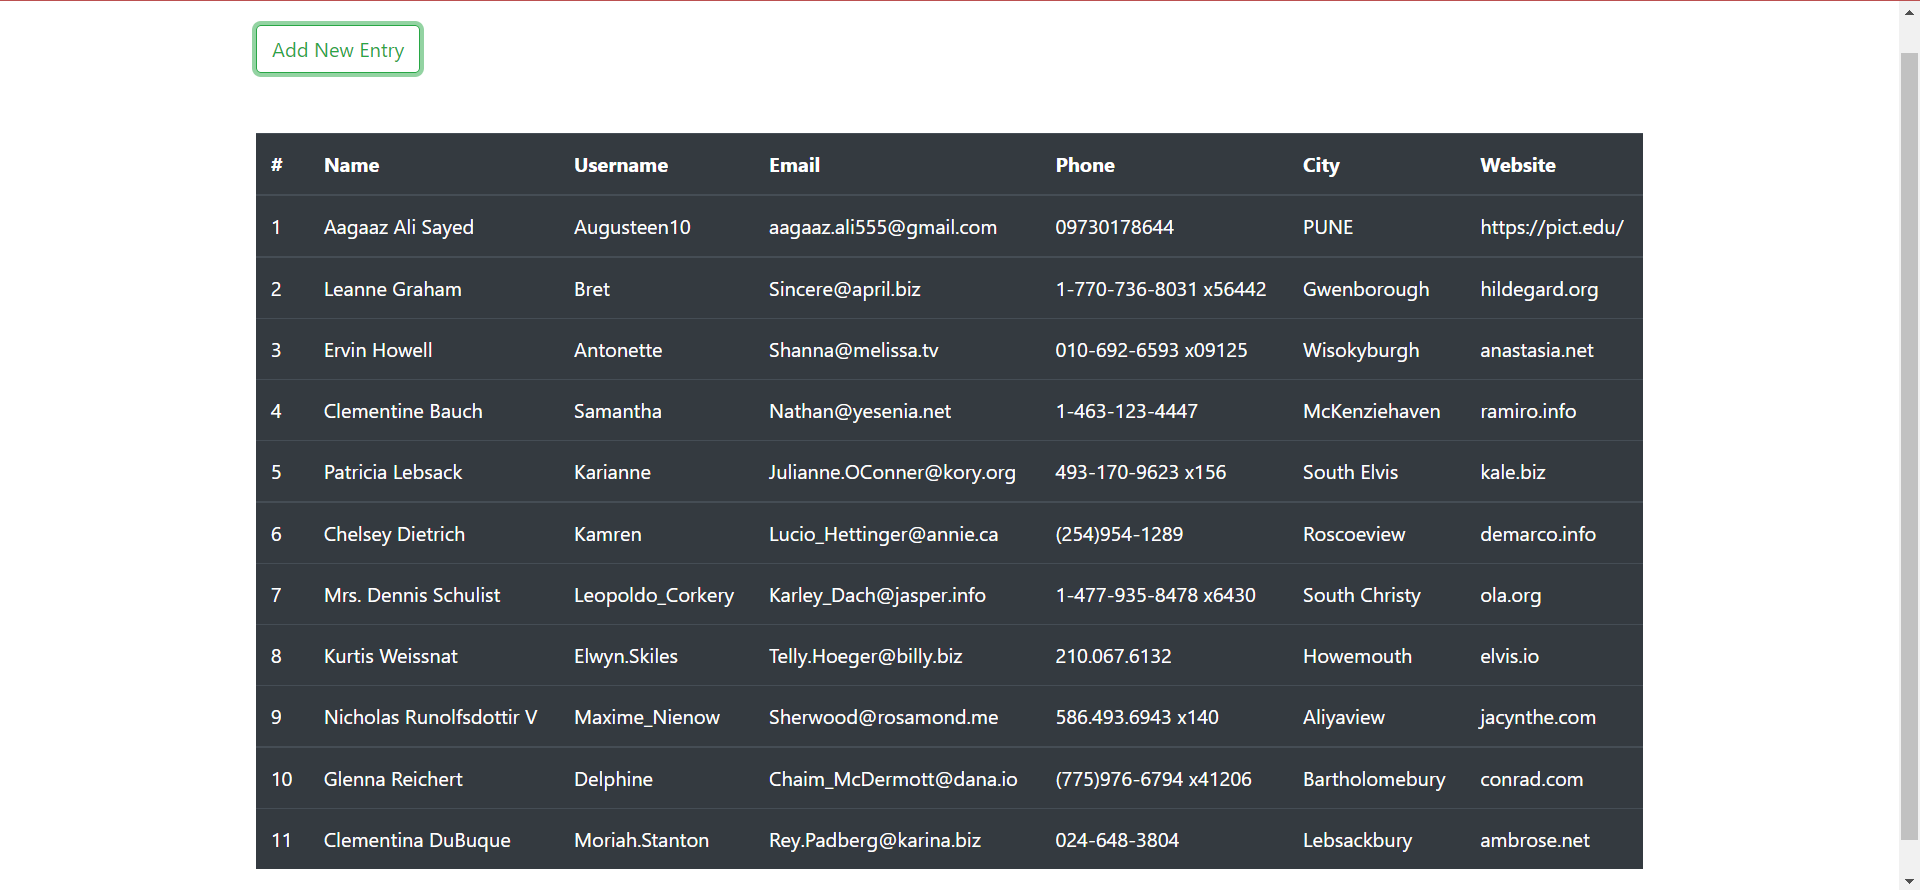 Add New Entry
# Name Username Email Phone City Website
1 Aagaaz Ali Sayed Augusteen10 aagaaz.ali555@gmail.com 09730178644 PUNE https://pict.edu/
2 Leanne Graham Bret Sincere@april.biz 1-770-736-8031 x56442 Gwenborough hildegard.org
3 Ervin Howell Antonette Shanna@melissa.tv 010-692-6593 x09125 Wisokyburgh anastasia.net
4 Clementine Bauch Samantha Nathan@yesenia.net 1-463-123-4447 McKenziehaven ramiro.info
5 Patricia Lebsack Karianne Julianne.OConner@kory.org 493-170-9623 x156 South Elvis kale.biz
6 Chelsey Dietrich Kamren Lucio_Hettinger@annie.ca (254)954-1289 Roscoeview demarco.info
7 Mrs. Dennis Schulist Leopoldo_Corkery Karley_Dach@jasper.info 1-477-935-8478 x6430 South Christy ola.org
8 Kurtis Weissnat Elwyn.Skiles Telly.Hoeger@billy.biz 210.067.6132 Howemouth elvis.io
9 Nicholas Runolfsdottir V Maxime_Nienow Sherwood@rosamond.me 586.493.6943 x140 Aliyaview jacynthe.com
10 Glenna Reichert Delphine Chaim_McDermott@dana.io (775)976-6794 x41206 Bartholomebury conrad.com
11 Clementina DuBuque Moriah.Stanton Rey.Padberg@karina.biz 024-648-3804 Lebsackbury ambrose.net